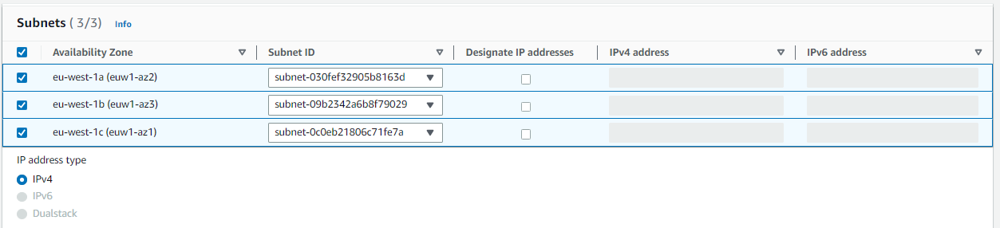 Subnets ( 3/3) Info
Availability Zone Subnet ID Designate IP addresses IPv4 address IPv6 address
eu-west-1a (euw1-az2) subnet-030fef32905b8163d
eu-west-1b (euw1-az3) subnet-09b2342a6b8f79029
eu-west-1c (euw1-az1) subnet-0c0eb21806c71fe7a
IP address type
IPv4
IPv6
Dualstack